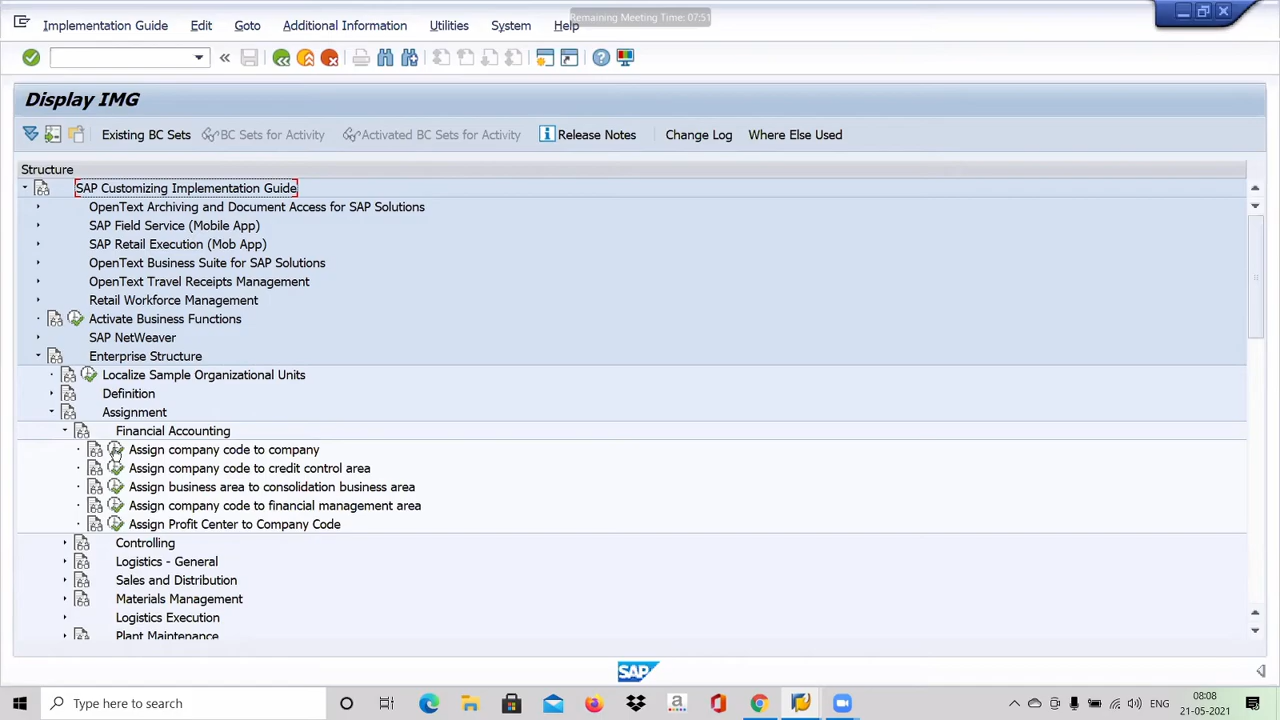 Implementation Guide Edit Goto Additional Information Utilities System Help
Remaining Meeting Time: 07:51
Display IMG
Existing BC Sets BC Sets for Activity Activated BC Sets for Activity Release Notes Change Log Where Else Used
Structure
SAP Customizing Implementation Guide
OpenText Archiving and Document Access for SAP Solutions
SAP Field Service (Mobile App)
SAP Retail Execution (Mob App)
OpenText Business Suite for SAP Solutions
OpenText Travel Receipts Management
Retail Workforce Management
Activate Business Functions
SAP NetWeaver
Enterprise Structure
Localize Sample Organizational Units
Definition
Assignment
Financial Accounting
Assign company code to company
Assign company code to credit control area
Assign business area to consolidation business area
Assign company code to financial management area
Assign Profit Center to Company Code
Controlling
Logistics - General
Sales and Distribution
Materials Management
Logistics Execution
Plant Maintenance
SAP
Type here to search
ENG
08:08
21-05-2021